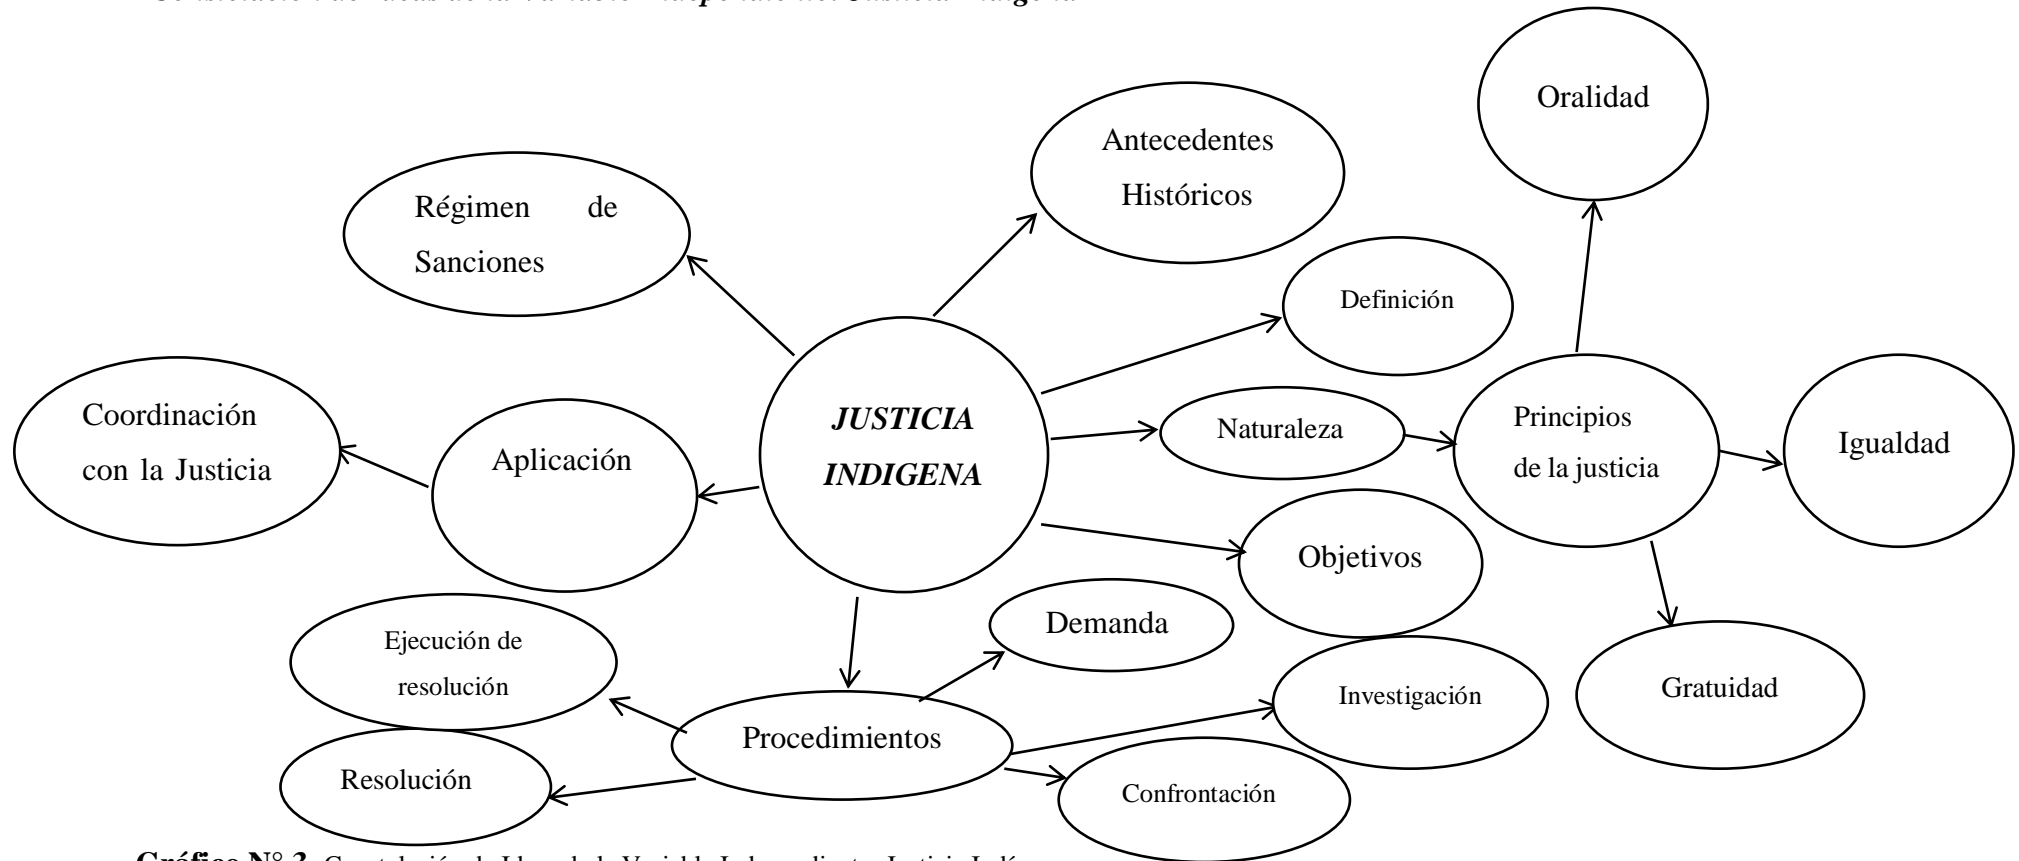 Oralidad
Antecedentes
Históricos
Régimen de
Sanciones
Definición
Coordinación
con la Justicia
Aplicación
JUSTICIA
INDIGENA
Naturaleza
Principios
de la justicia
Igualdad
Objetivos
Demanda
Ejecución de
resolución
Investigación
Gratuidad
Procedimientos
Resolución
Confrontación
Gráfico N° 3